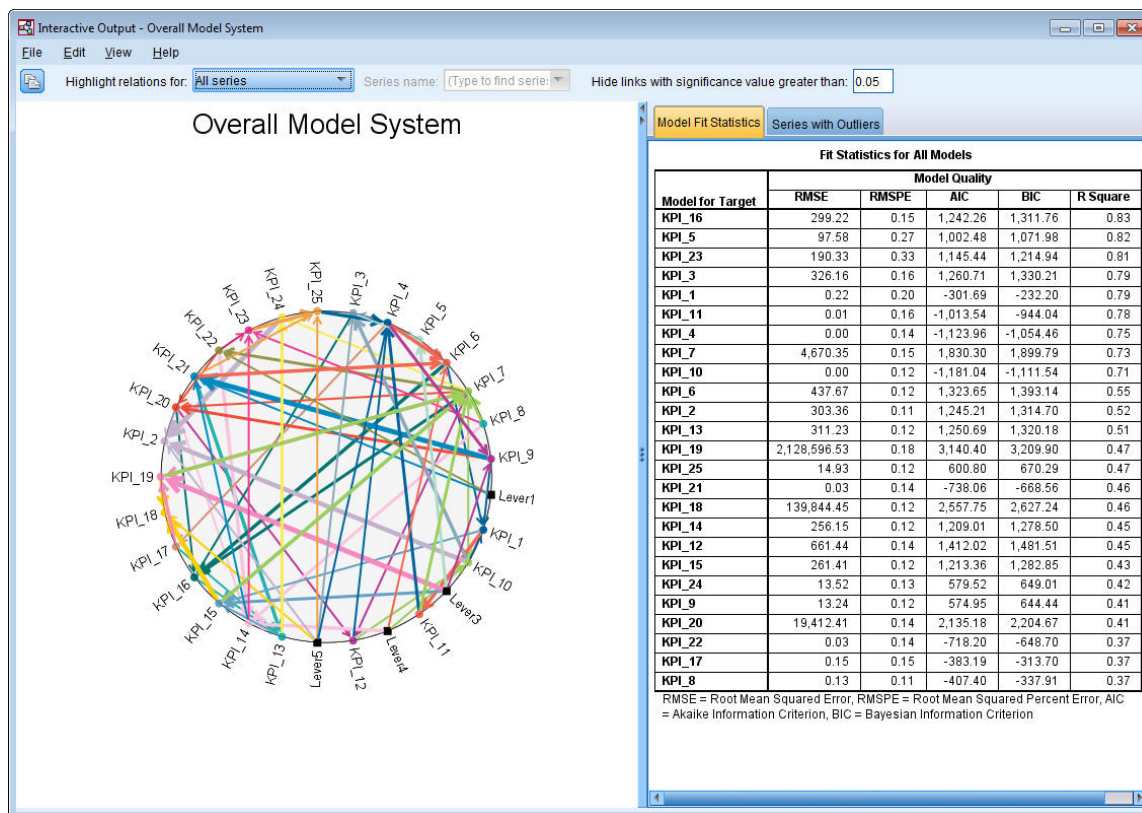 Interactive Output - Overall Model System
File Edit View Help
Highlight relations for: All series Series name: (Type to find serie: Hide links with significance value greater than: 0.05
Overall Model System
KPI_3
KPI_4
KPI_5
KPI_6
KPI_7
KPI_8
KPI_9
Lever1
KPI_1
KPI_10
Lever3
KPI_11
Lever4
KPI_12
Lever5
KPI_13
KPI_14
KPI_15
KPI_16
KPI_17
KPI_18
KPI_19
KPI_2
KPI_20
KPI_21
KPI_22
KPI_23
KPI_24
KPI_25
Model Fit Statistics Series with Outliers
Fit Statistics for All Models
Model Quality
Model for Target RMSE RMSPE AIC BIC R Square
KPI_16 299.22 0.15 1,242.26 1,311.76 0.83
KPI_5 97.58 0.27 1,002.48 1,071.98 0.82
KPI_23 190.33 0.33 1,145.44 1,214.94 0.81
KPI_3 326.16 0.16 1,260.71 1,330.21 0.79
KPI_1 0.22 0.20 -301.69 -232.20 0.79
KPI_11 0.01 0.16 -1,013.54 -944.04 0.78
KPI_4 0.00 0.14 -1,123.96 -1,054.46 0.75
KPI_7 4,670.35 0.15 1,830.30 1,899.79 0.73
KPI_10 0.00 0.12 -1,181.04 -1,111.54 0.71
KPI_6 437.67 0.12 1,323.65 1,393.14 0.55
KPI_2 303.36 0.11 1,245.21 1,314.70 0.52
KPI_13 311.23 0.12 1,250.69 1,320.18 0.51
KPI_19 2,128,596.53 0.18 3,140.40 3,209.90 0.47
KPI_25 14.93 0.12 600.80 670.29 0.47
KPI_21 0.03 0.14 -738.06 -668.56 0.46
KPI_18 139,844.45 0.12 2,557.75 2,627.24 0.46
KPI_14 256.15 0.12 1,209.01 1,278.50 0.45
KPI_12 661.44 0.14 1,412.02 1,481.51 0.45
KPI_15 261.41 0.12 1,213.36 1,282.85 0.43
KPI_24 13.52 0.13 579.52 649.01 0.42
KPI_9 13.24 0.12 574.95 644.44 0.41
KPI_20 19,412.41 0.14 2,135.18 2,204.67 0.41
KPI_22 0.03 0.14 -718.20 -648.70 0.37
KPI_17 0.15 0.15 -383.19 -313.70 0.37
KPI_8 0.13 0.11 -407.40 -337.91 0.37
RMSE = Root Mean Squared Error, RMSPE = Root Mean Squared Percent Error, AIC
= Akaike Information Criterion, BIC = Bayesian Information Criterion